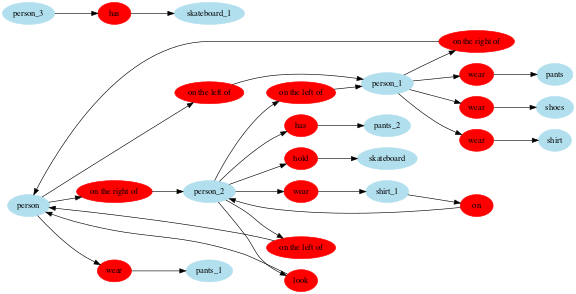 person_3
has
skateboard_1
on the right of
on the left of
on the left of
person_1
wear
pants
wear
shoes
wear
shirt
has
pants_2
hold
skateboard
person
on the right of
person_2
wear
shirt_1
on
on the left of
look
wear
pants_1